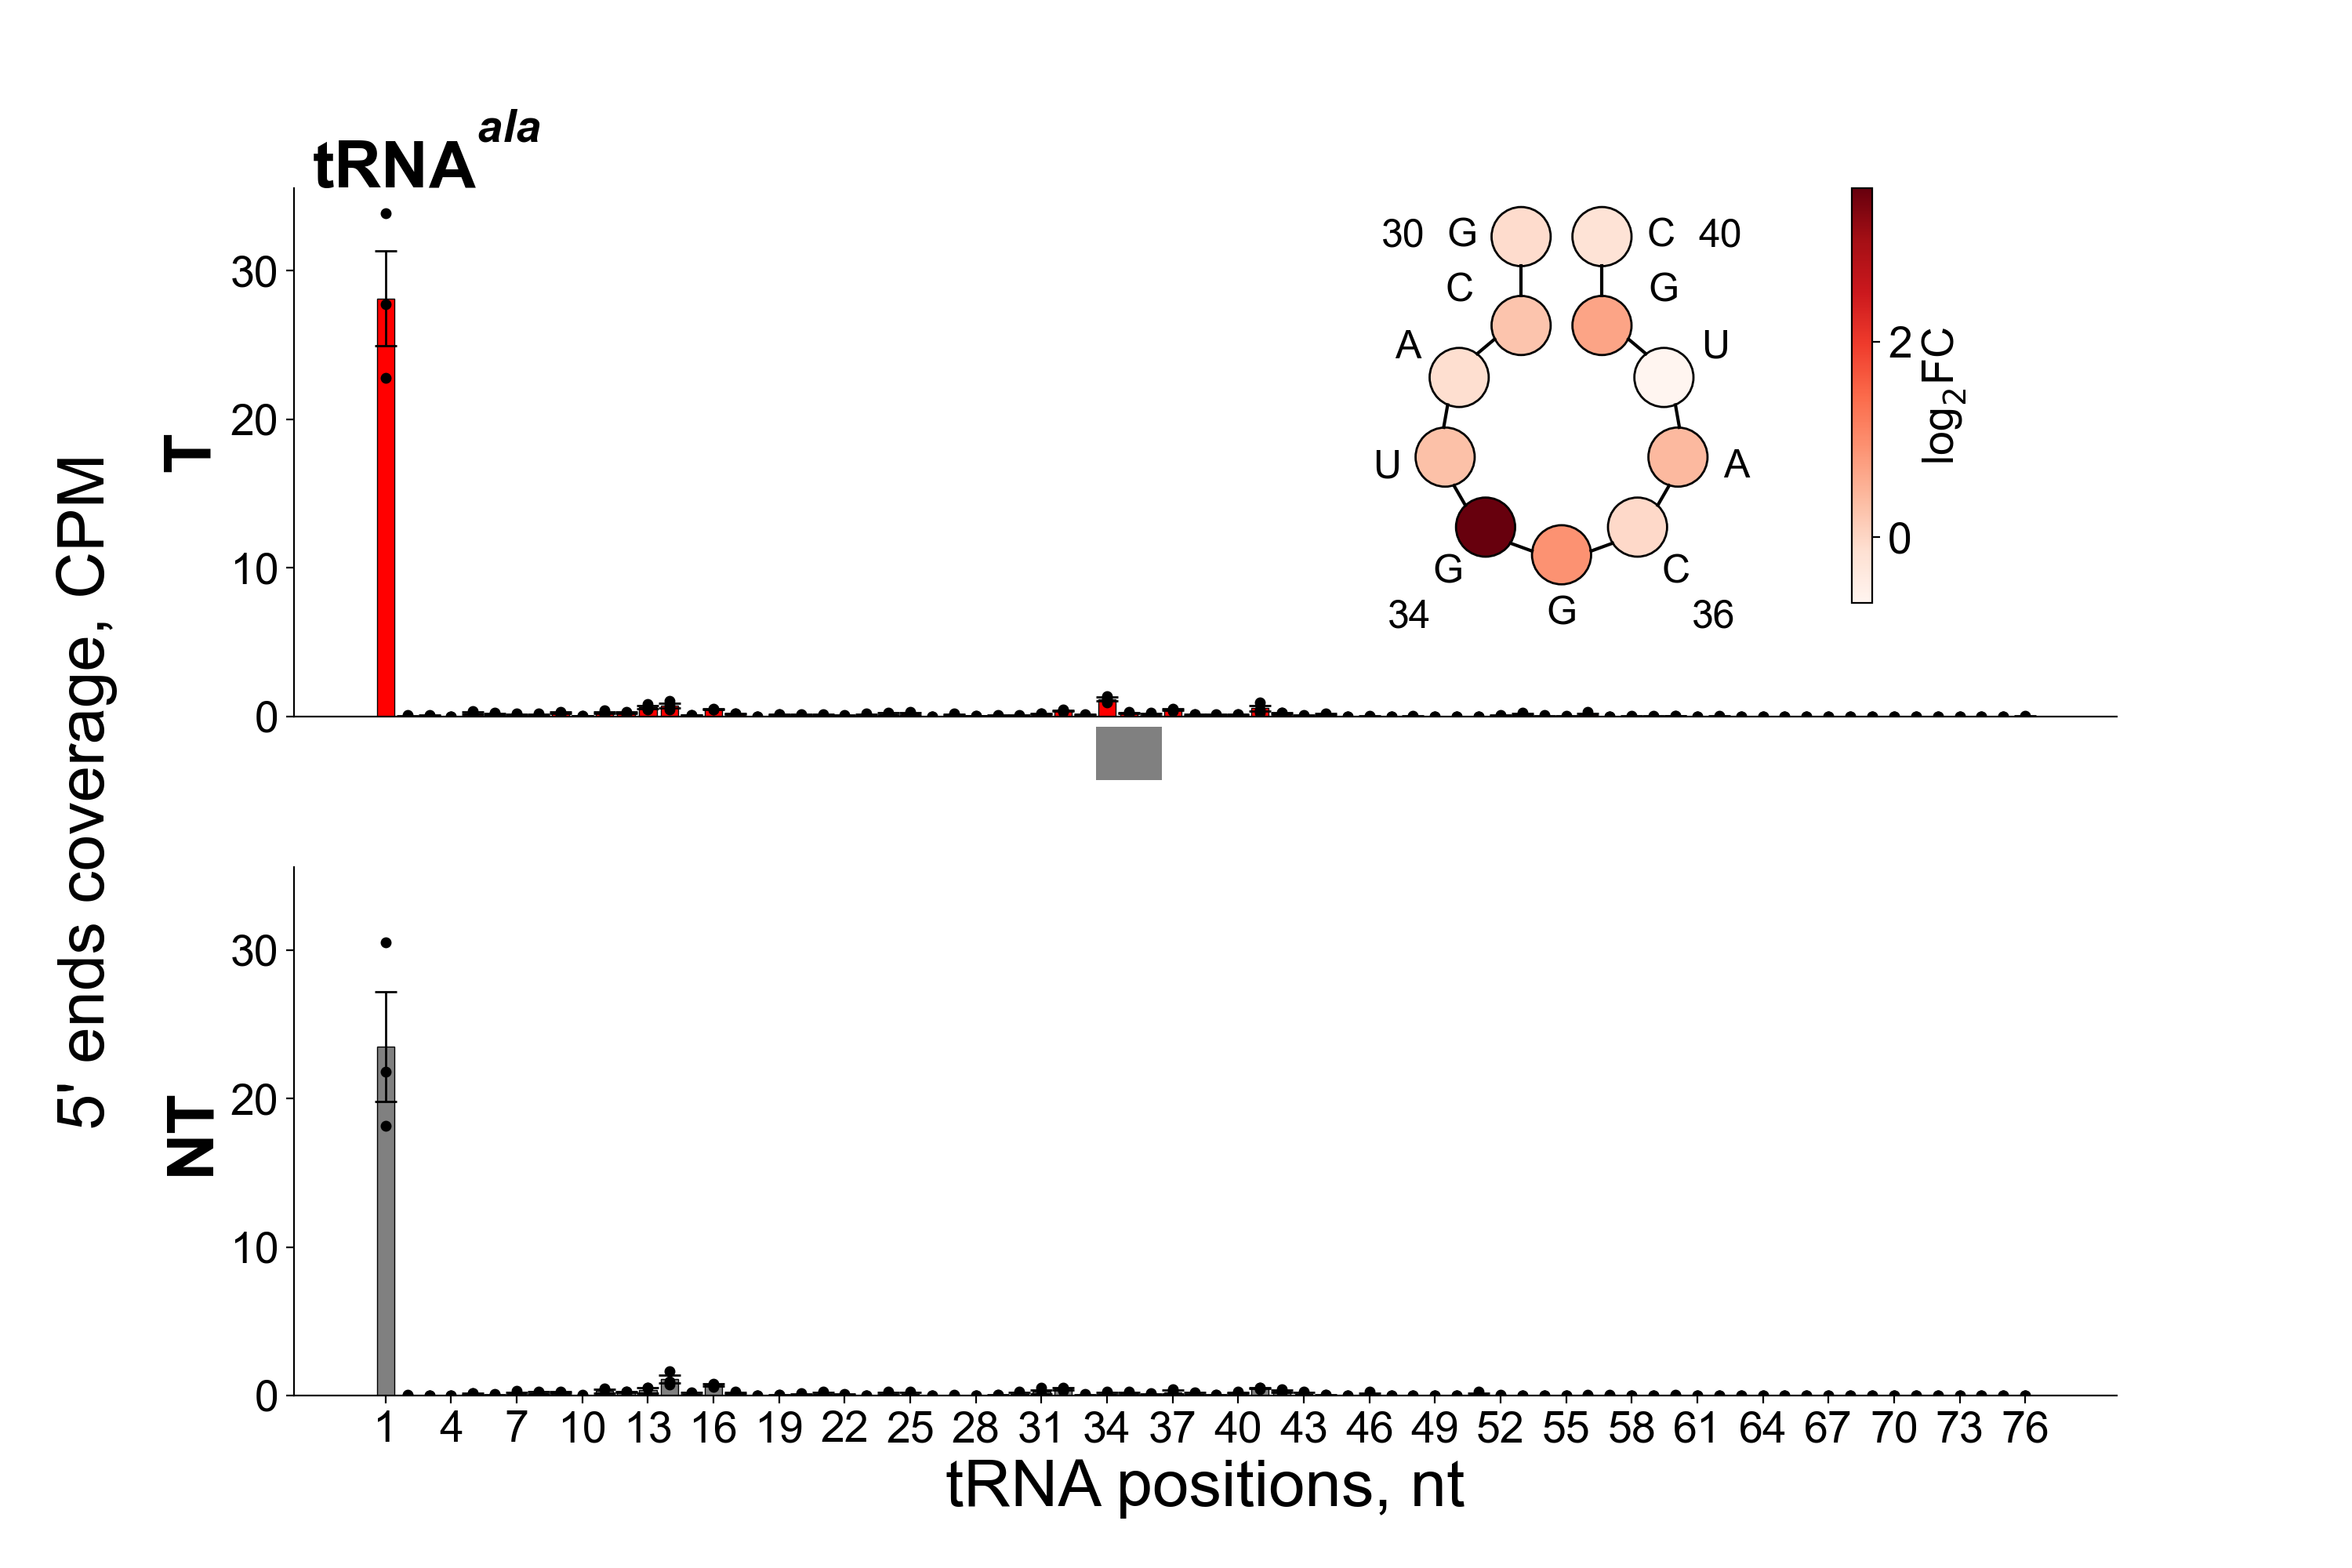 tRNA^ala
T
30
20
10
0
30 G C 40
C G
A U
U A
G C
34 G 36
2
0
log₂FC
5' ends coverage, CPM
NT
30
20
10
0
1 4 7 10 13 16 19 22 25 28 31 34 37 40 43 46 49 52 55 58 61 64 67 70 73 76
tRNA positions, nt